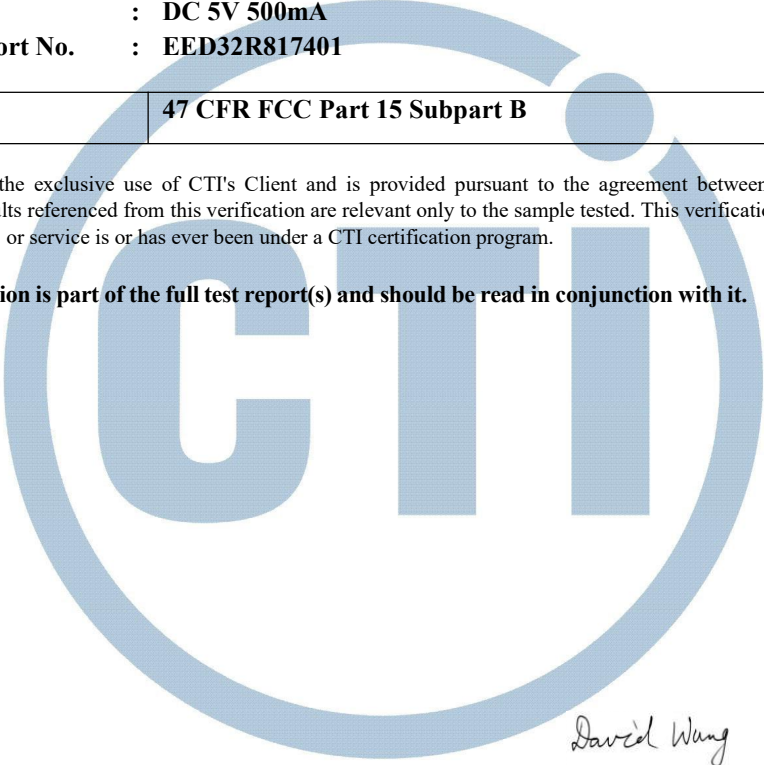 : DC 5V 500mA
ort No. : EED32R817401
47 CFR FCC Part 15 Subpart B
the exclusive use of CTI's Client and is provided pursuant to the agreement between
ults referenced from this verification are relevant only to the sample tested. This verificatio
or service is or has ever been under a CTI certification program.
ion is part of the full test report(s) and should be read in conjunction with it.
CTI
David Wang